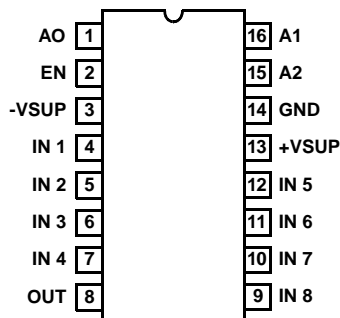 AO 1 16 A1
EN 2 15 A2
-VSUP 3 14 GND
IN 1 4 13 +VSUP
IN 2 5 12 IN 5
IN 3 6 11 IN 6
IN 4 7 10 IN 7
OUT 8 9 IN 8